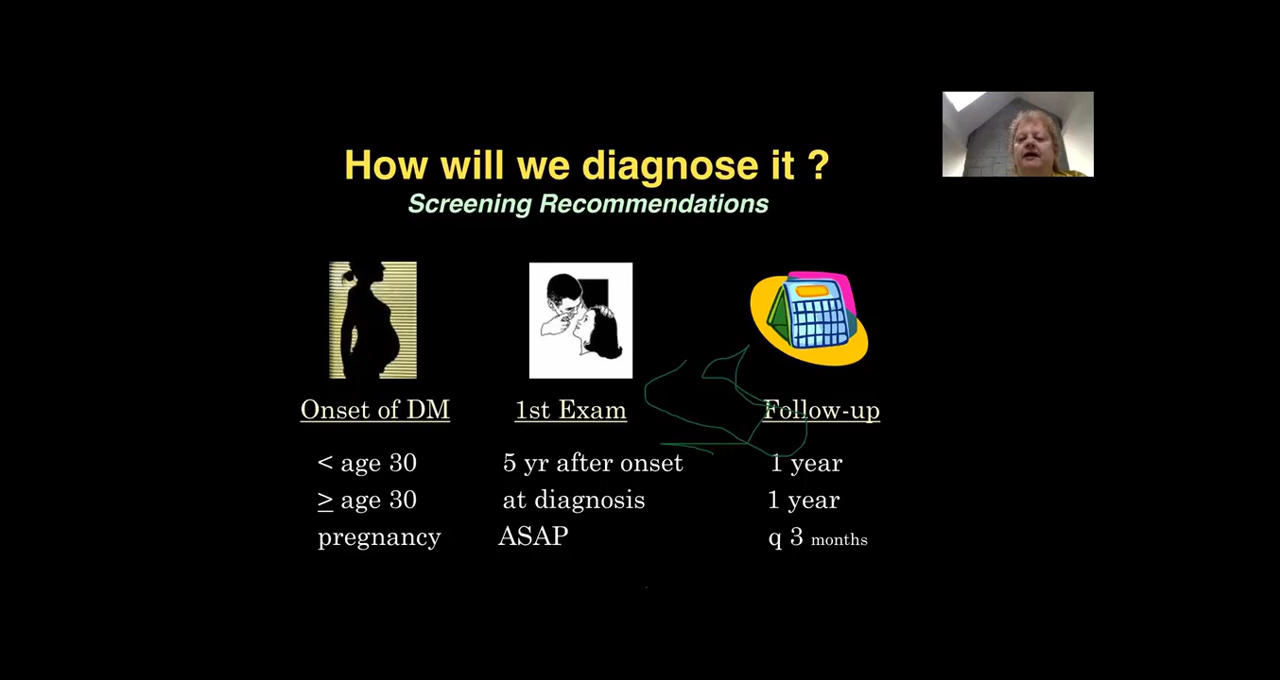 How will we diagnose it ?
Screening Recommendations
Onset of DM 1st Exam Follow-up
< age 30 5 yr after onset 1 year
≥ age 30 at diagnosis 1 year
pregnancy ASAP q 3 months